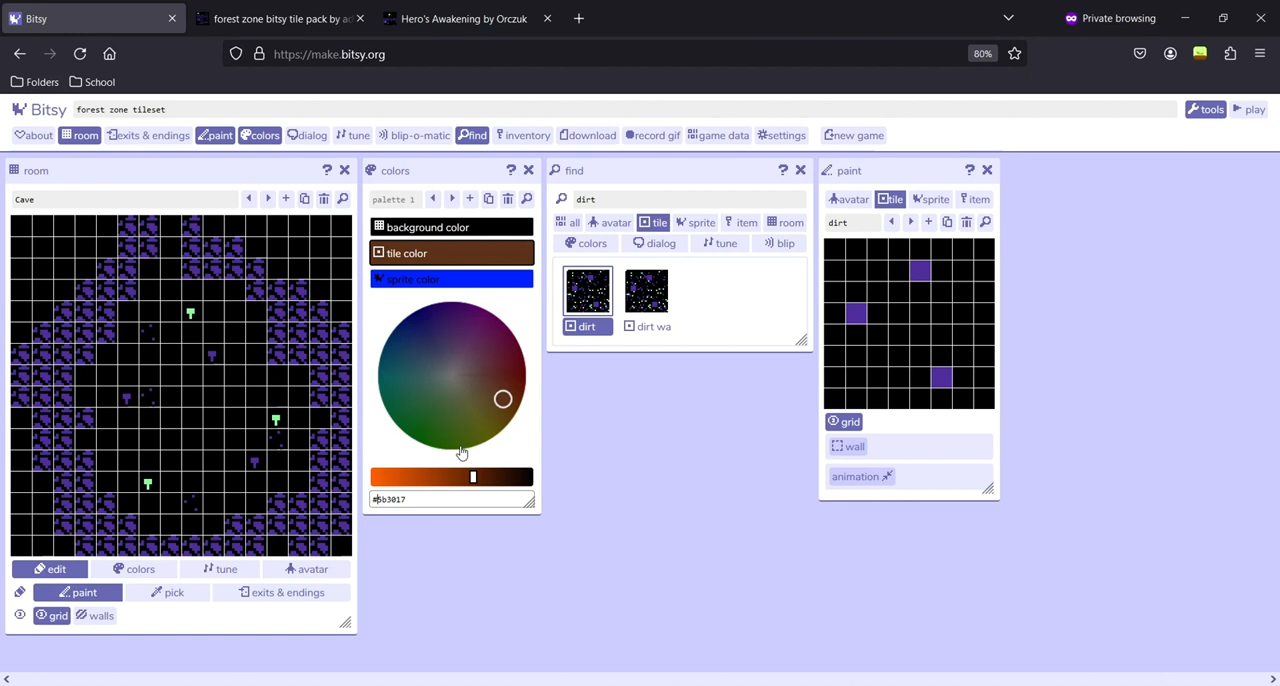 Bitsy
forest zone bitsy tile pack by ad
Hero's Awakening by Orczuk
Private browsing
https://make.bitsy.org
80%
Folders
School
Bitsy
forest zone tileset
tools
play
about
room
exits & endings
paint
colors
dialog
tune
blip-o-matic
find
inventory
download
record gif
game data
settings
new game
room
?
Cave
edit
colors
tune
avatar
paint
pick
exits & endings
grid
walls
colors
?
palette 1
background color
tile color
sprite color
#5b3017
find
?
dirt
all
avatar
tile
sprite
item
room
colors
dialog
tune
blip
dirt
dirt wa
paint
?
avatar
tile
sprite
item
dirt
grid
wall
animation